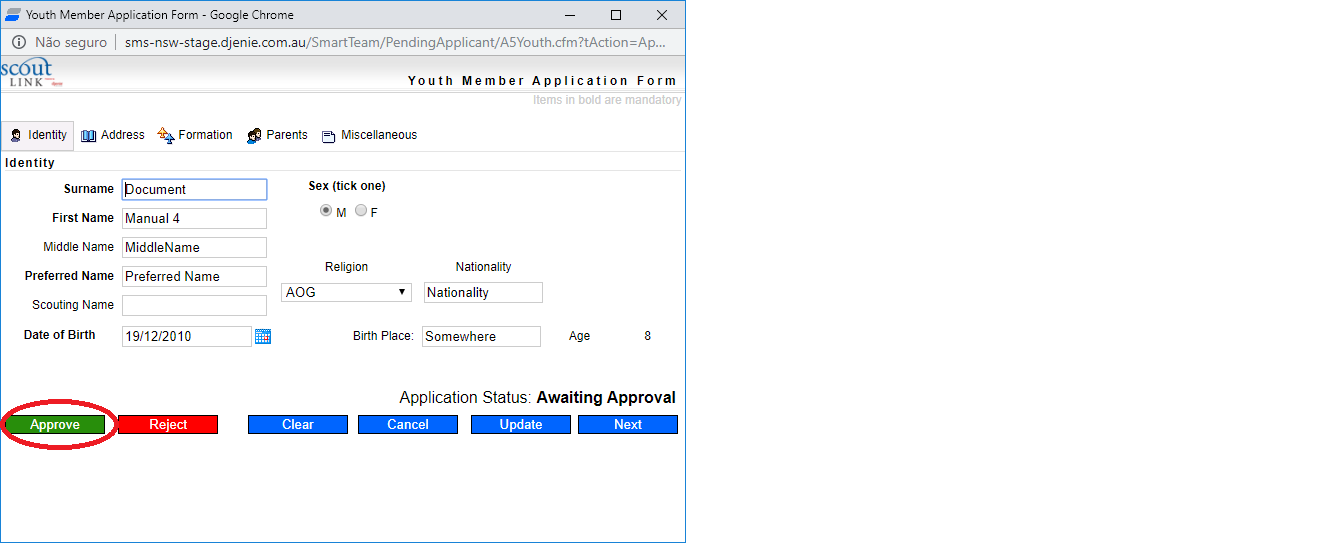 Youth Member Application Form - Google Chrome
Não seguro | sms-nsw-stage.djenie.com.au/SmartTeam/PendingApplicant/A5Youth.cfm?tAction=Ap...
scout
LINK
Youth Member Application Form
Items in bold are mandatory
Identity Address Formation Parents Miscellaneous
Identity
Surname Document Sex (tick one)
First Name Manual 4 M F
Middle Name MiddleName
Religion Nationality
Preferred Name Preferred Name
AOG Nationality
Scouting Name
Date of Birth 19/12/2010 Birth Place: Somewhere Age 8
Application Status: Awaiting Approval
Approve Reject Clear Cancel Update Next